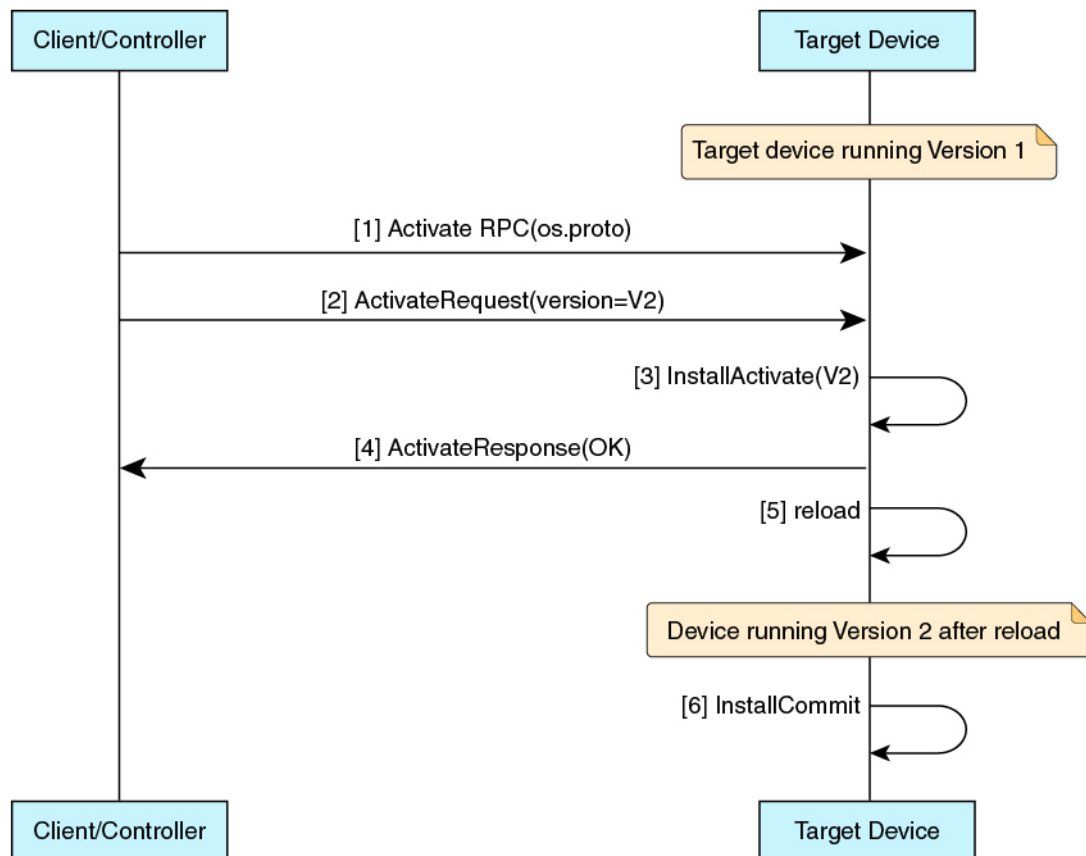 Client/Controller
Target Device
Target device running Version 1
[1] Activate RPC(os.proto)
[2] ActivateRequest(version=V2)
[3] InstallActivate(V2)
[4] ActivateResponse(OK)
[5] reload
Device running Version 2 after reload
[6] InstallCommit
Client/Controller
Target Device